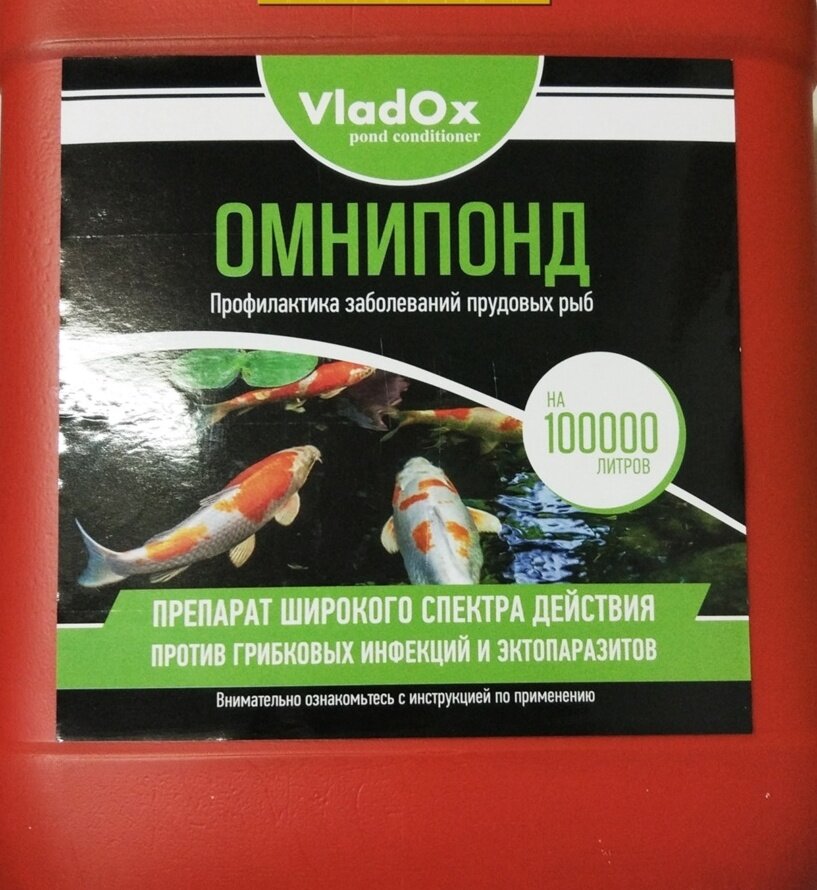 VladOx
pond conditioner
ОМНИПОНД
Профилактика заболеваний прудовых рыб
НА
100000
ЛИТРОВ
ПРЕПАРАТ ШИРОКОГО СПЕКТРА ДЕЙСТВИЯ
ПРОТИВ ГРИБКОВЫХ ИНФЕКЦИЙ И ЭКТОПАРАЗИТОВ
Внимательно ознакомьтесь с инструкцией по применению